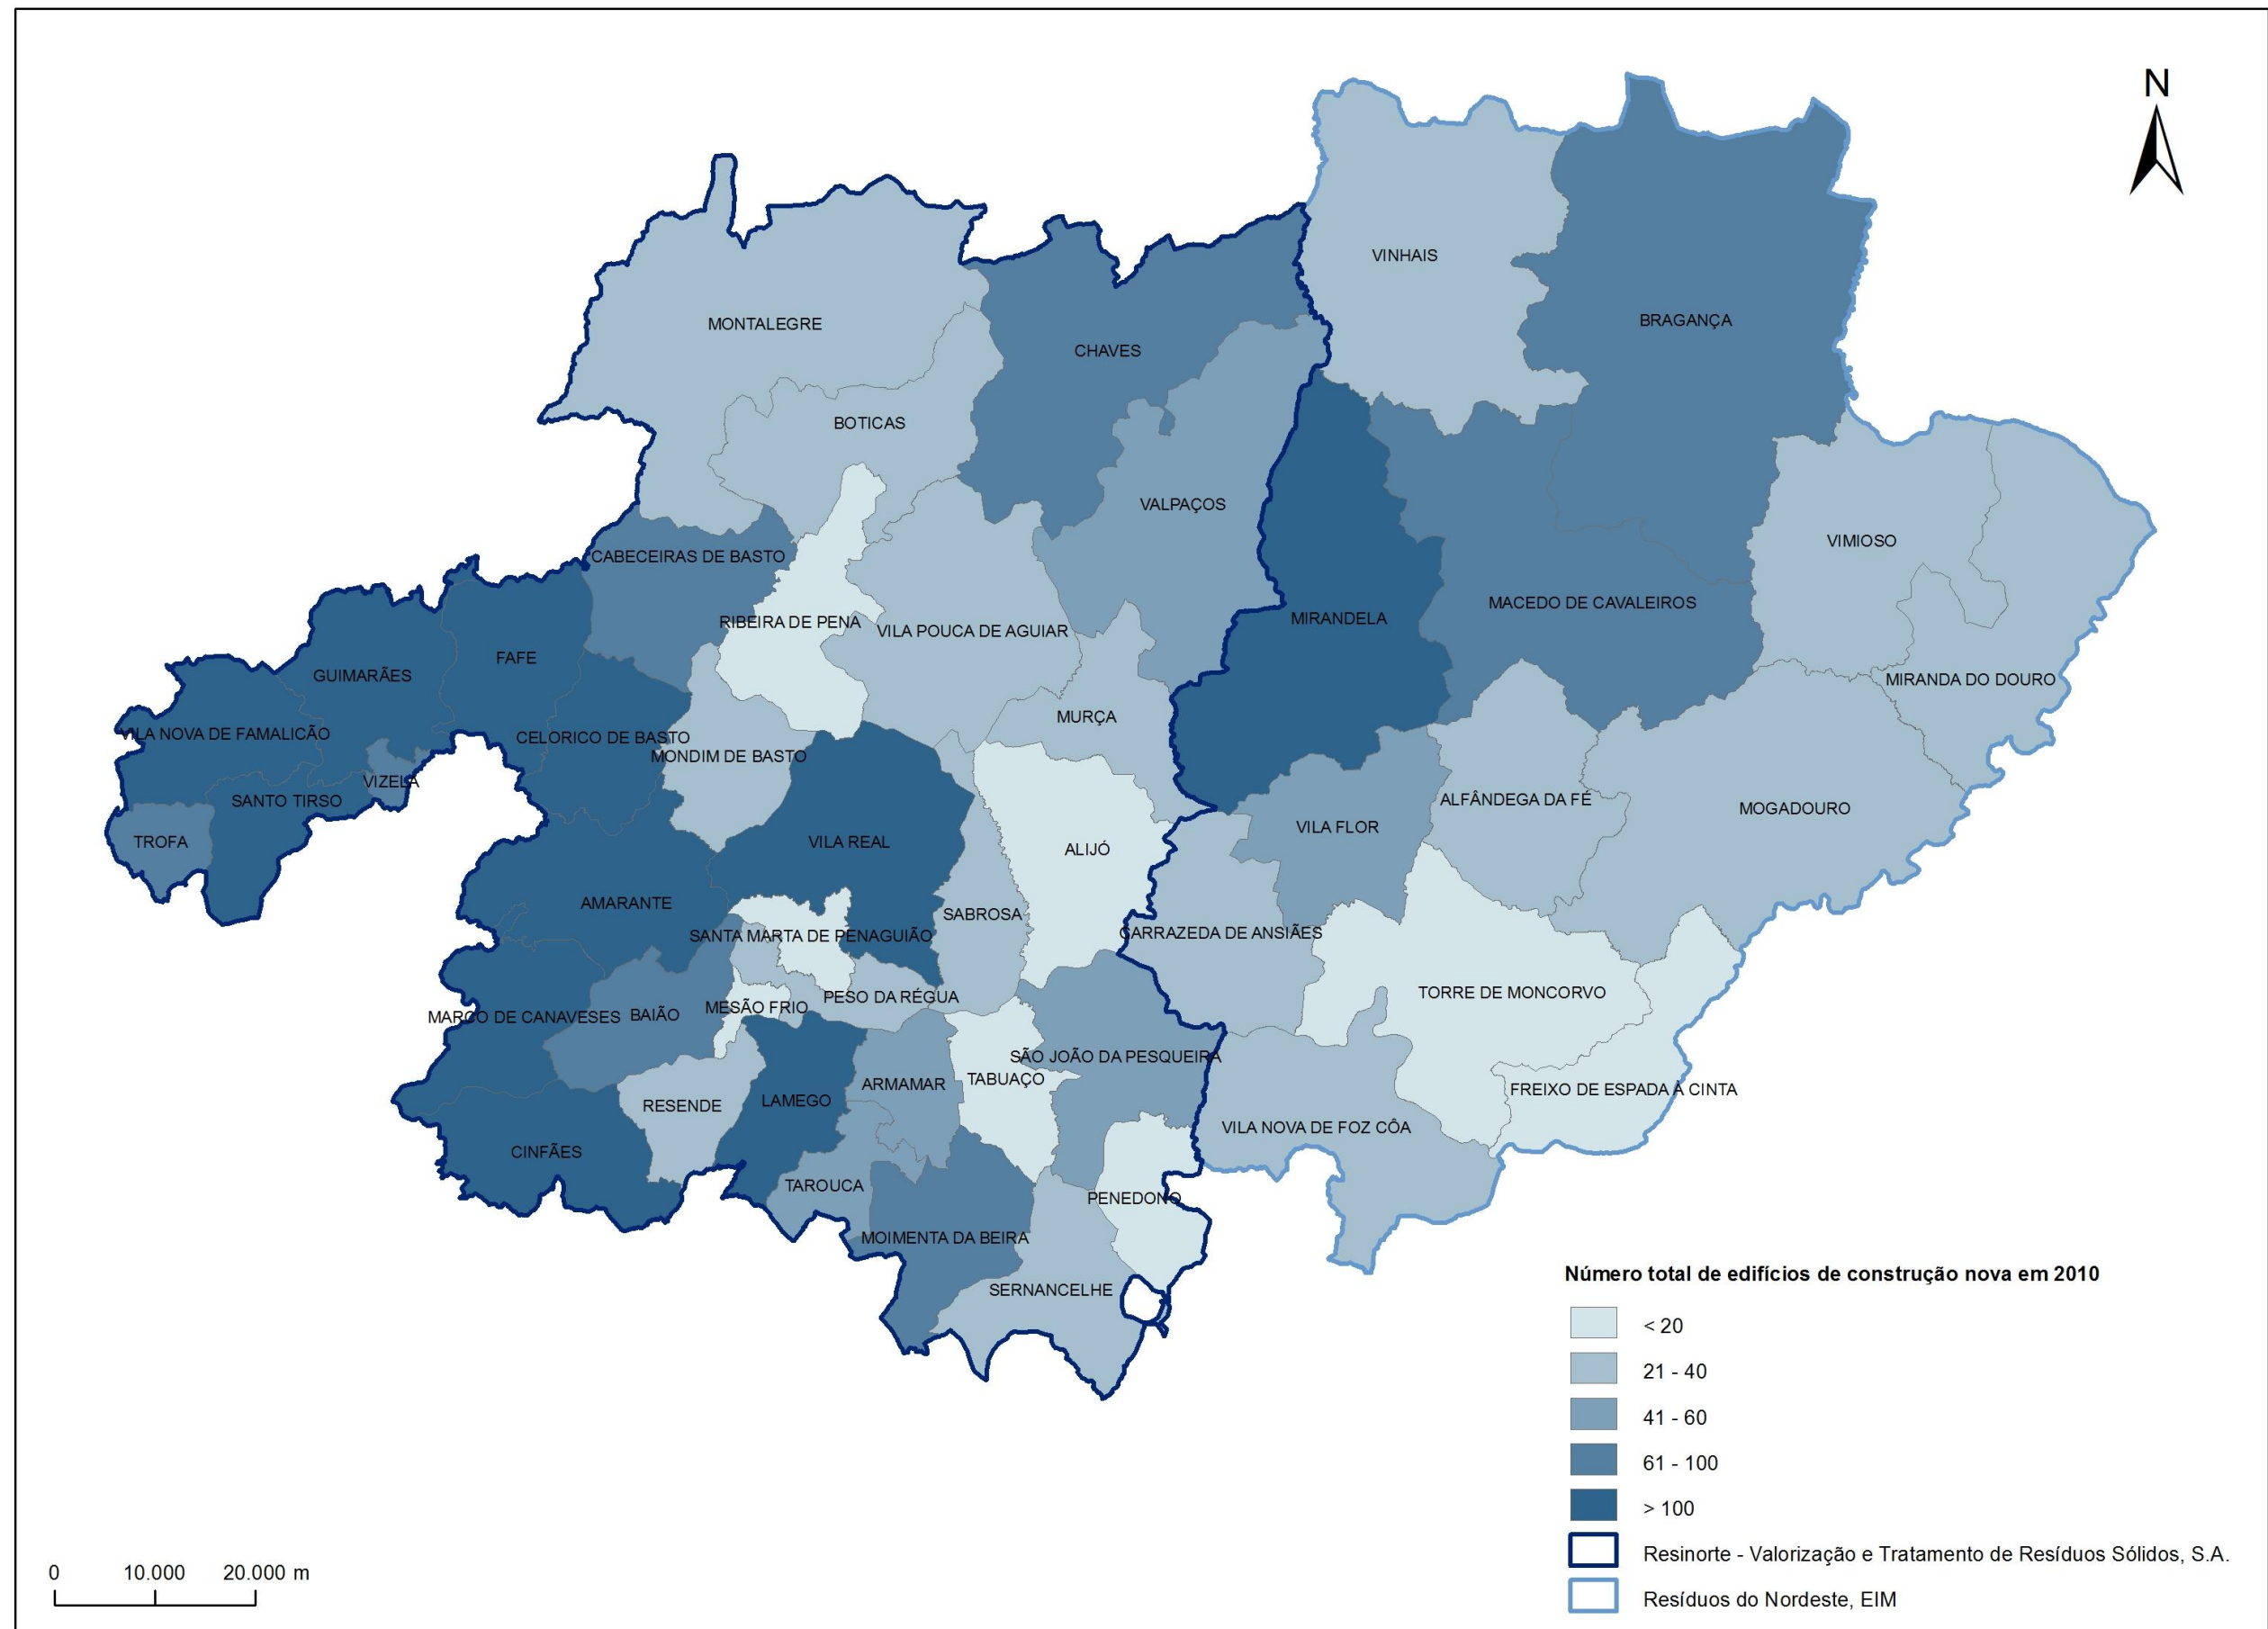 N
VINHAIS
BRAGANÇA
MONTALEGRE
CHAVES
BOTICAS
VALPAÇOS
VIMIOSO
CABECEIRAS DE BASTO
MACEDO DE CAVALEIROS
MIRANDELA
RIBEIRA DE PENA
VILA POUCA DE AGUIAR
FAFE
GUIMARÃES
MIRANDA DO DOURO
MURÇA
VILA NOVA DE FAMALICÃO
CELORICO DE BASTO
MONDIM DE BASTO
VIZELA
SANTO TIRSO
ALFÂNDEGA DA FÉ
MOGADOURO
VILA FLOR
TROFA
VILA REAL
ALIJÓ
AMARANTE
SABROSA
CARRAZEDA DE ANSIÃES
SANTA MARTA DE PENAGUIÃO
TORRE DE MONCORVO
PESO DA RÉGUA
MESÃO FRIO
BAIÃO
MARCO DE CANAVESES
SÃO JOÃO DA PESQUEIRA
TABUAÇO
ARMAMAR
FREIXO DE ESPADA À CINTA
LAMEGO
RESENDE
VILA NOVA DE FOZ CÔA
CINFÃES
TAROUCA
PENEDONO
MOIMENTA DA BEIRA
SERNANCELHE
Número total de edifícios de construção nova em 2010
< 20
21 - 40
41 - 60
61 - 100
> 100
Resinorte - Valorização e Tratamento de Resíduos Sólidos, S.A.
Resíduos do Nordeste, EIM
0 10.000 20.000 m